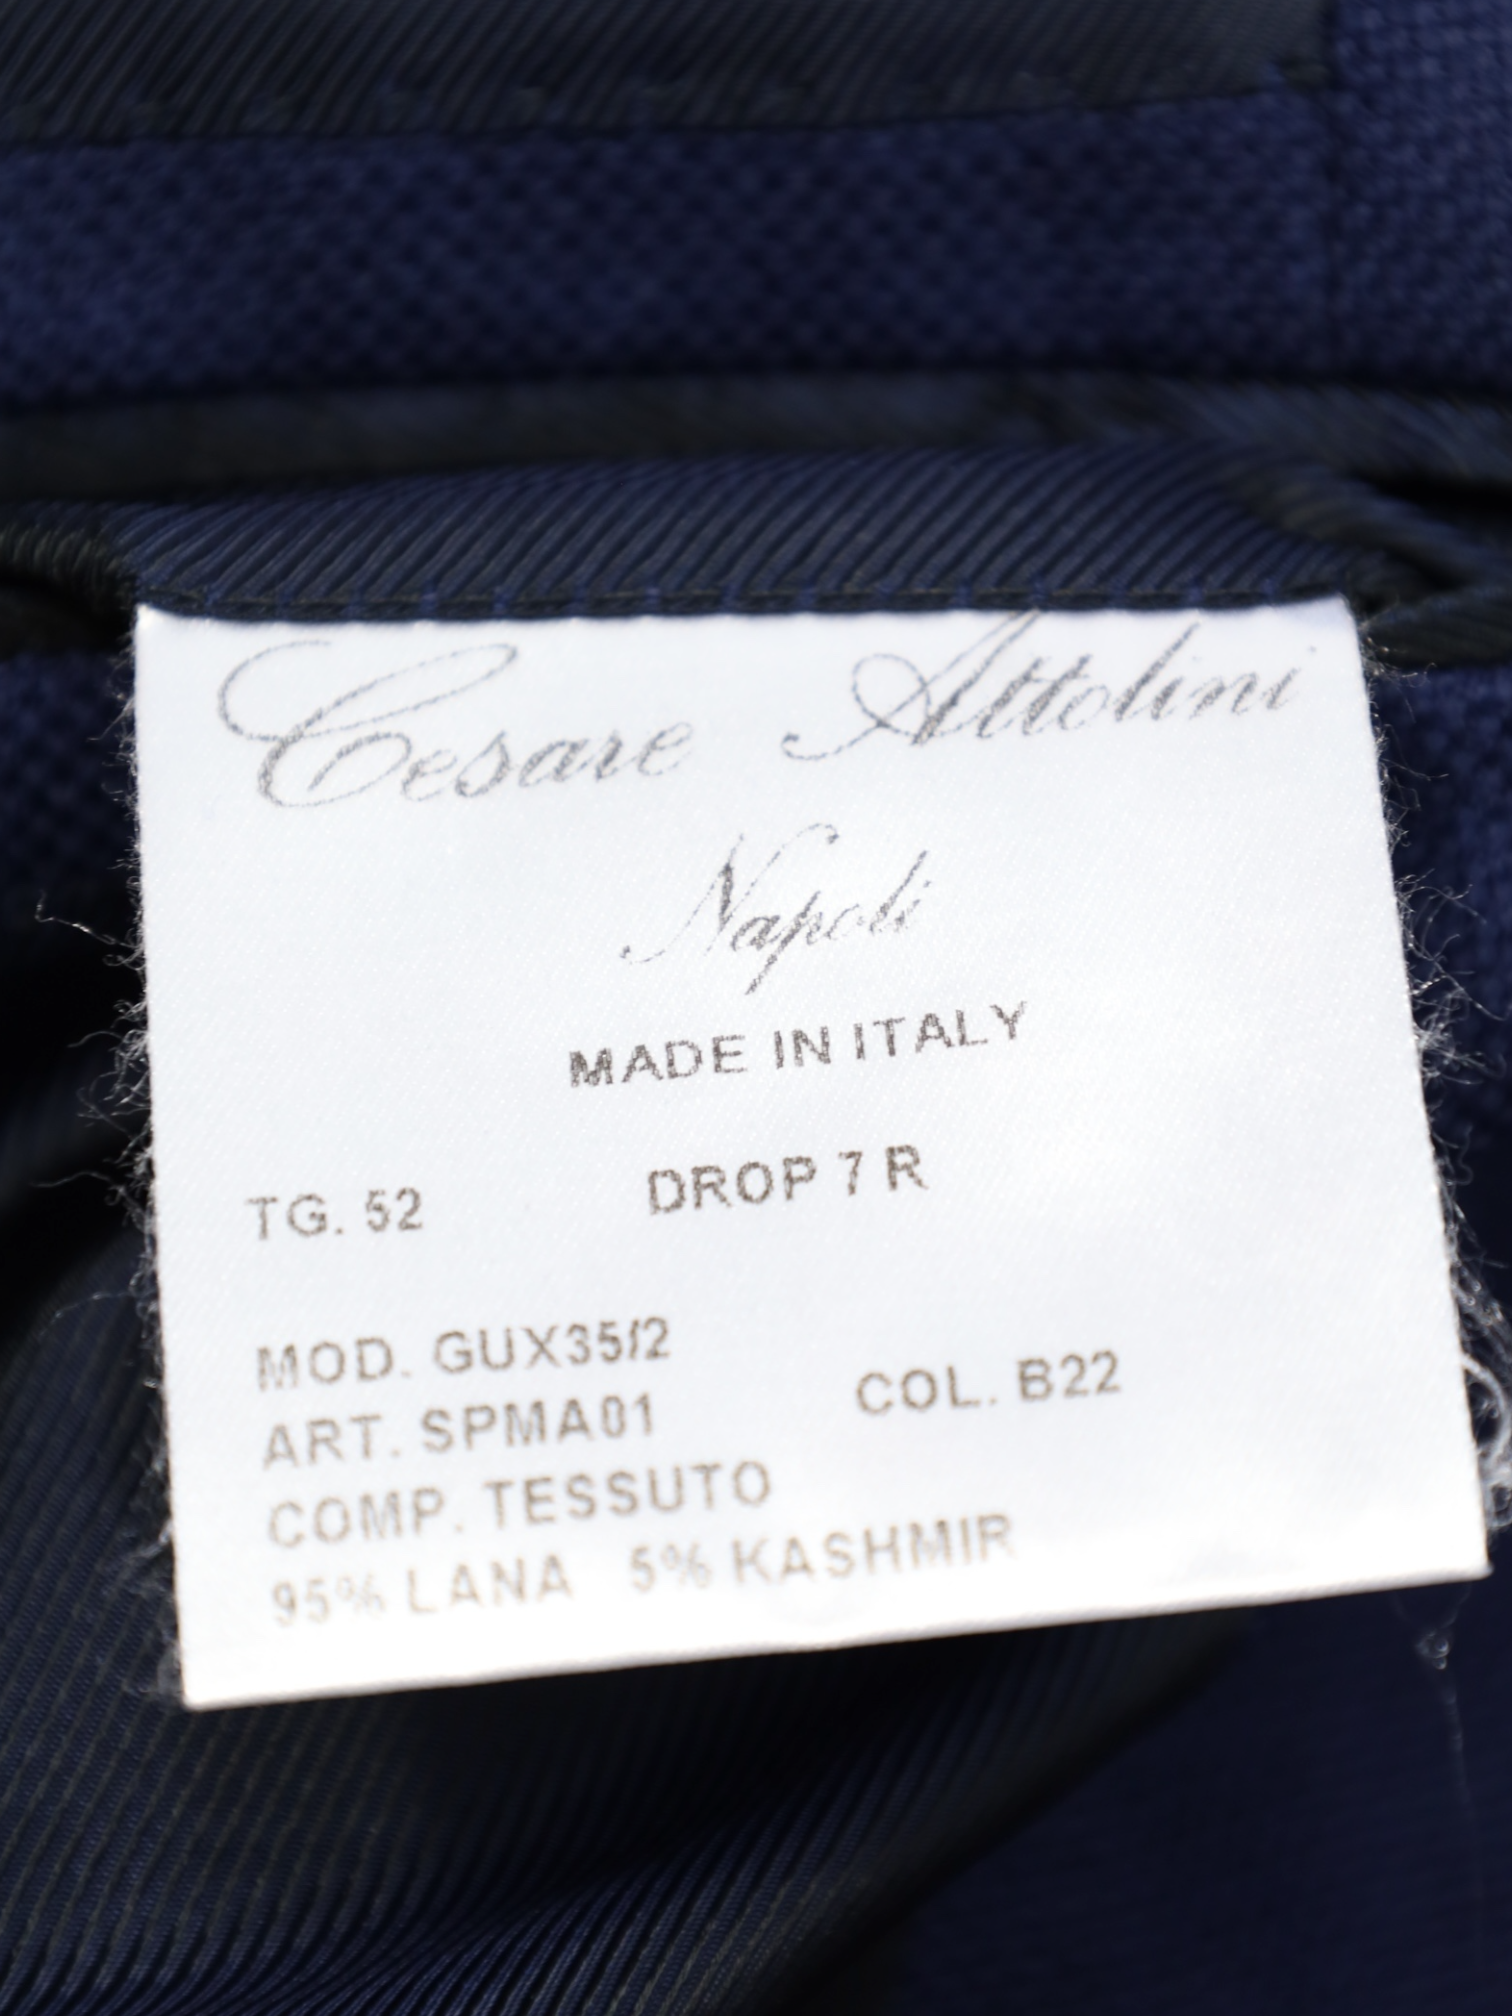 Cesare Attolini
Napoli
MADE IN ITALY
TG. 52 DROP 7 R
MOD. GUX35/2
ART. SPMA01 COL. B22
COMP. TESSUTO
95% LANA 5% KASHMIR